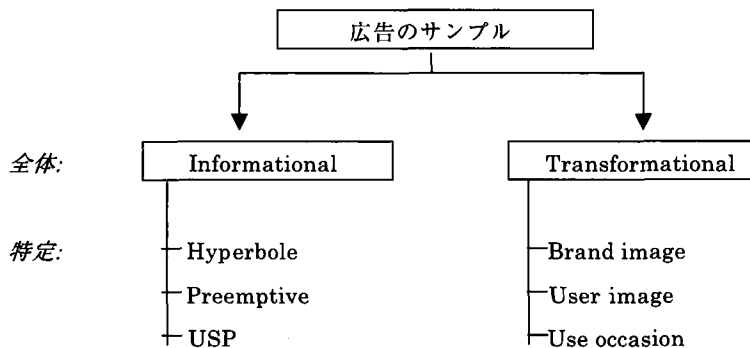 広告のサンプル
全体: Informational Transformational
特定: Hyperbole Brand image
Preemptive User image
USP Use occasion